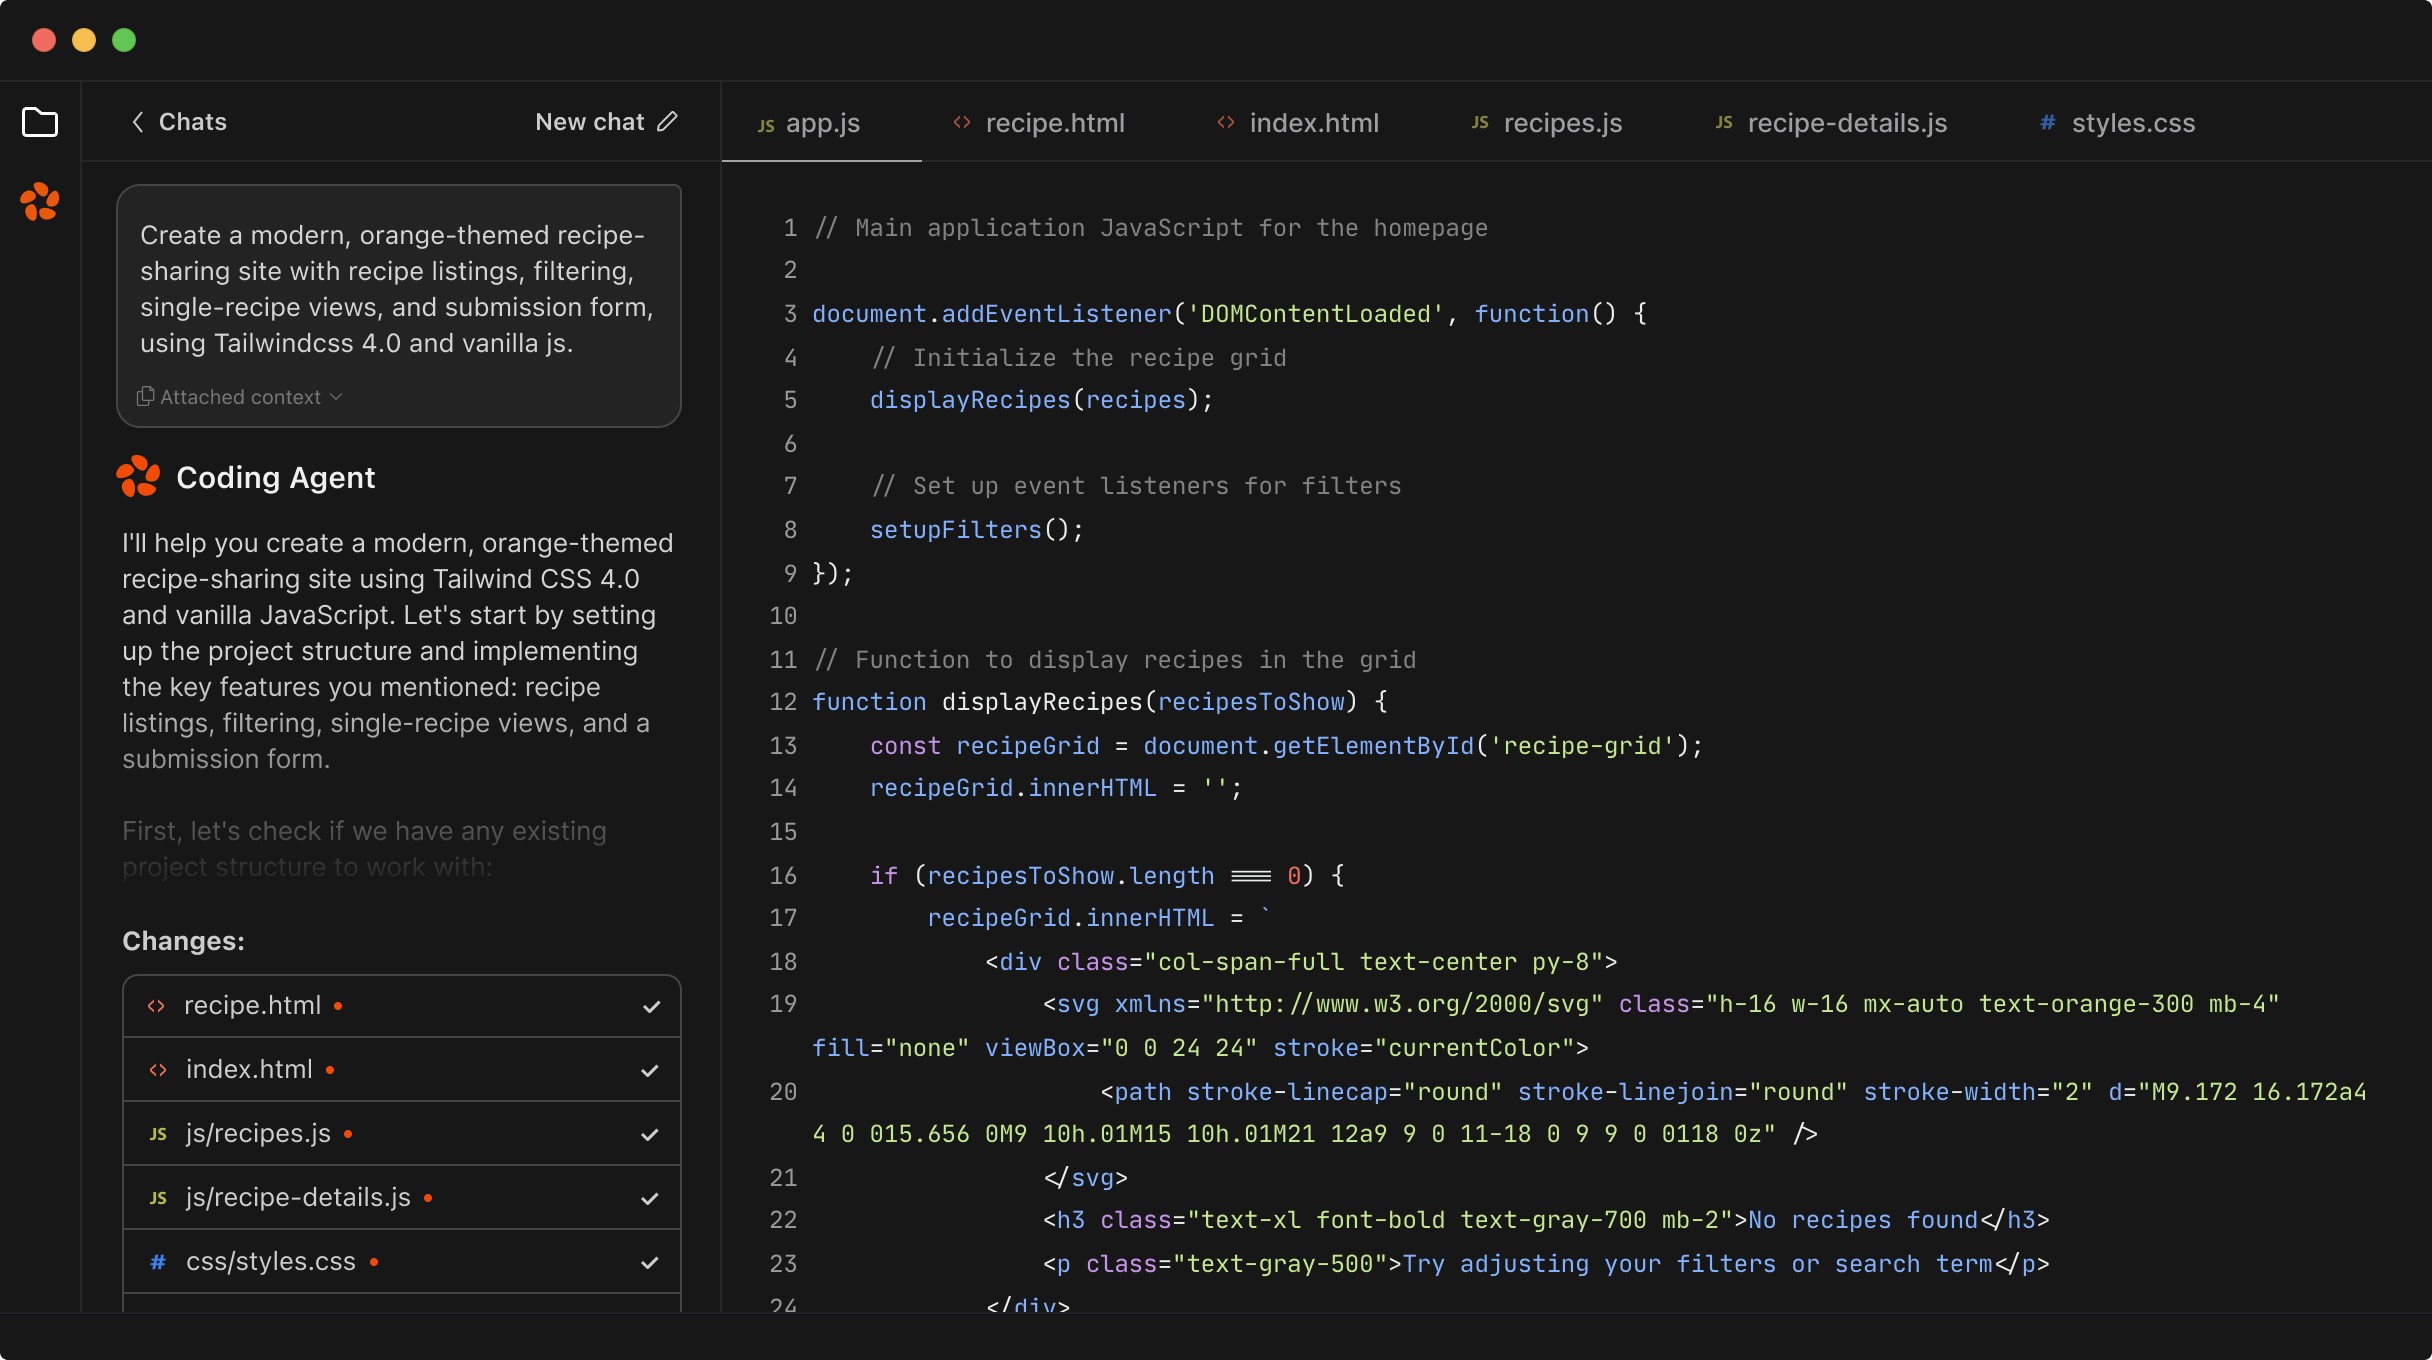 Chats
New chat
Create a modern, orange-themed recipe-
sharing site with recipe listings, filtering,
single-recipe views, and submission form,
using Tailwindcss 4.0 and vanilla js.
Attached context
Coding Agent
I'll help you create a modern, orange-themed
recipe-sharing site using Tailwind CSS 4.0
and vanilla JavaScript. Let's start by setting
up the project structure and implementing
the key features you mentioned: recipe
listings, filtering, single-recipe views, and a
submission form.
First, let's check if we have any existing
project structure to work with:
Changes:
<> recipe.html
<> index.html
JS js/recipes.js
JS js/recipe-details.js
# css/styles.css
JS app.js
<> recipe.html
<> index.html
JS recipes.js
JS recipe-details.js
# styles.css
1 // Main application JavaScript for the homepage
2
3 document.addEventListener('DOMContentLoaded', function() {
4 // Initialize the recipe grid
5 displayRecipes(recipes);
6
7 // Set up event listeners for filters
8 setupFilters();
9 });
10
11 // Function to display recipes in the grid
12 function displayRecipes(recipesToShow) {
13 const recipeGrid = document.getElementById('recipe-grid');
14 recipeGrid.innerHTML = '';
15
16 if (recipesToShow.length === 0) {
17 recipeGrid.innerHTML = `
18 <div class="col-span-full text-center py-8">
19 <svg xmlns="http://www.w3.org/2000/svg" class="h-16 w-16 mx-auto text-orange-300 mb-4"
fill="none" viewBox="0 0 24 24" stroke="currentColor">
20 <path stroke-linecap="round" stroke-linejoin="round" stroke-width="2" d="M9.172 16.172a4
4 0 015.656 0M9 10h.01M15 10h.01M21 12a9 9 0 11-18 0 9 9 0 0118 0z" />
21 </svg>
22 <h3 class="text-xl font-bold text-gray-700 mb-2">No recipes found</h3>
23 <p class="text-gray-500">Try adjusting your filters or search term</p>
24 </div>